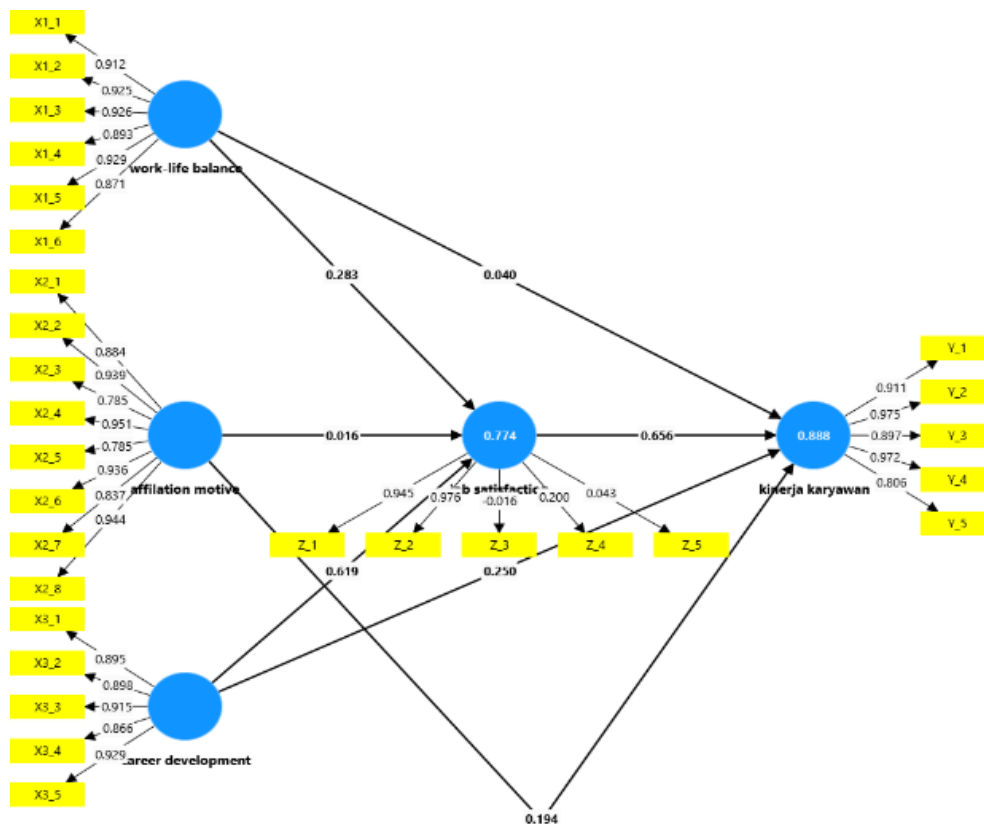 X1_1
0.912
X1_2
0.925
X1_3
0.926
X1_4
0.893
X1_5
0.929
X1_6
0.871
work-life balance
0.283
0.040
X2_1
0.884
X2_2
0.939
X2_3
0.785
X2_4
0.951
X2_5
0.785
X2_6
0.936
X2_7
0.837
X2_8
0.944
affilation motive
0.016
0.774
0.656
0.888
kinerja karyawan
Y_1
0.911
Y_2
0.975
Y_3
0.897
Y_4
0.972
Y_5
0.806
0.945
0.976
-0.016
0.200
0.043
Z_1
Z_2
Z_3
Z_4
Z_5
0.619
0.250
X3_1
0.895
X3_2
0.898
X3_3
0.915
X3_4
0.866
X3_5
0.929
career development
0.194